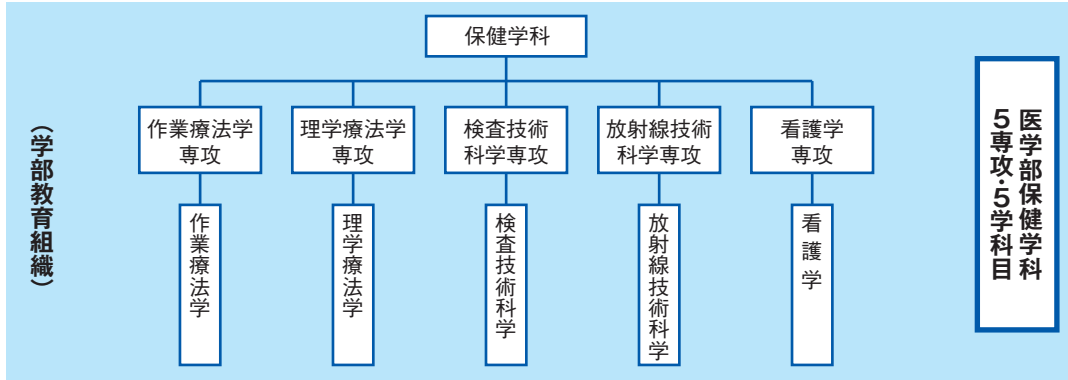 保健学科
医学部保健学科
5専攻・5学科目
(学部教育組織)
看護学
専攻
放射線技術
科学専攻
検査技術
科学専攻
理学療法学
専攻
作業療法学
専攻
看護学
放射線技術科学
検査技術科学
理学療法学
作業療法学